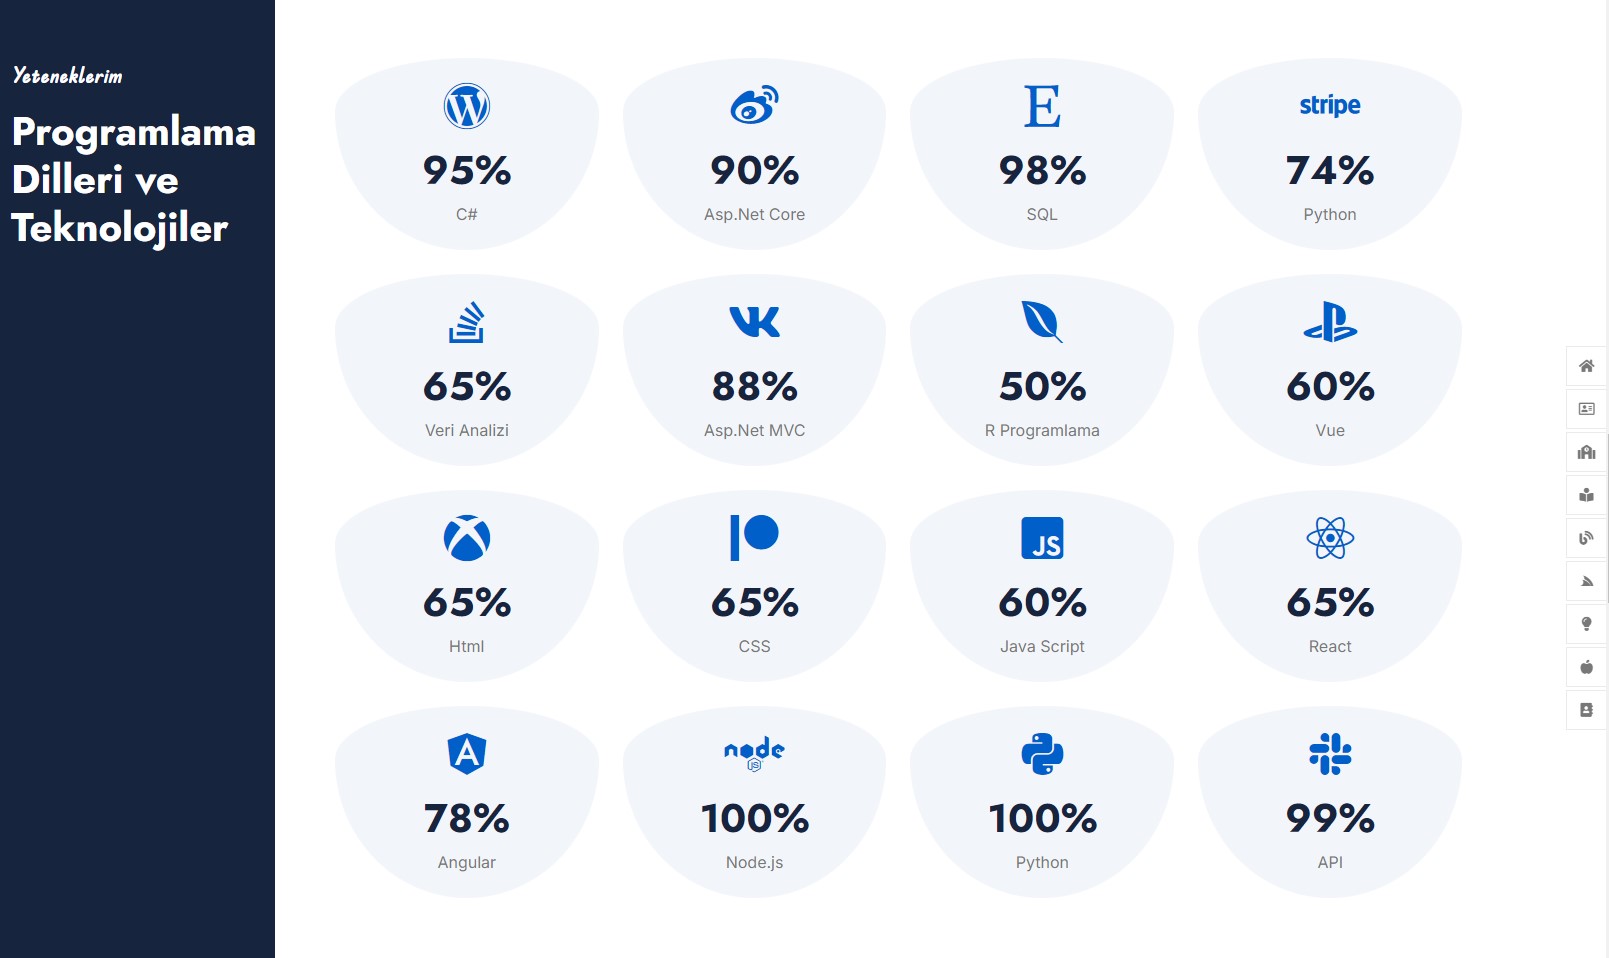 Yeteneklerim
Programlama
Dilleri ve
Teknolojiler
W
95%
C#
90%
Asp.Net Core
E
98%
SQL
stripe
74%
Python
65%
Veri Analizi
VK
88%
Asp.Net MVC
50%
R Programlama
60%
Vue
65%
Html
65%
CSS
JS
60%
Java Script
65%
React
A
78%
Angular
node
JS
100%
Node.js
100%
Python
99%
API